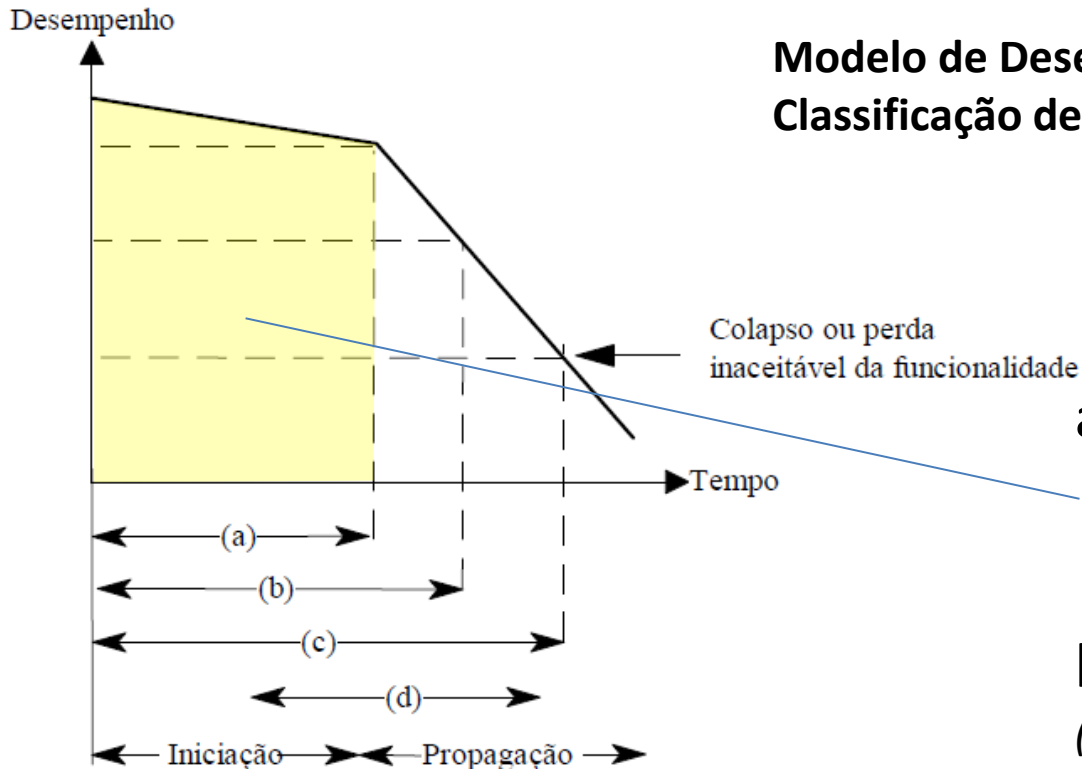 Desempenho
Modelo de Dese
Classificação de
Colapso ou perda
inaceitável da funcionalidade
a
Tempo
(a)
(b)
(c)
(d)
Iniciação
Propagação